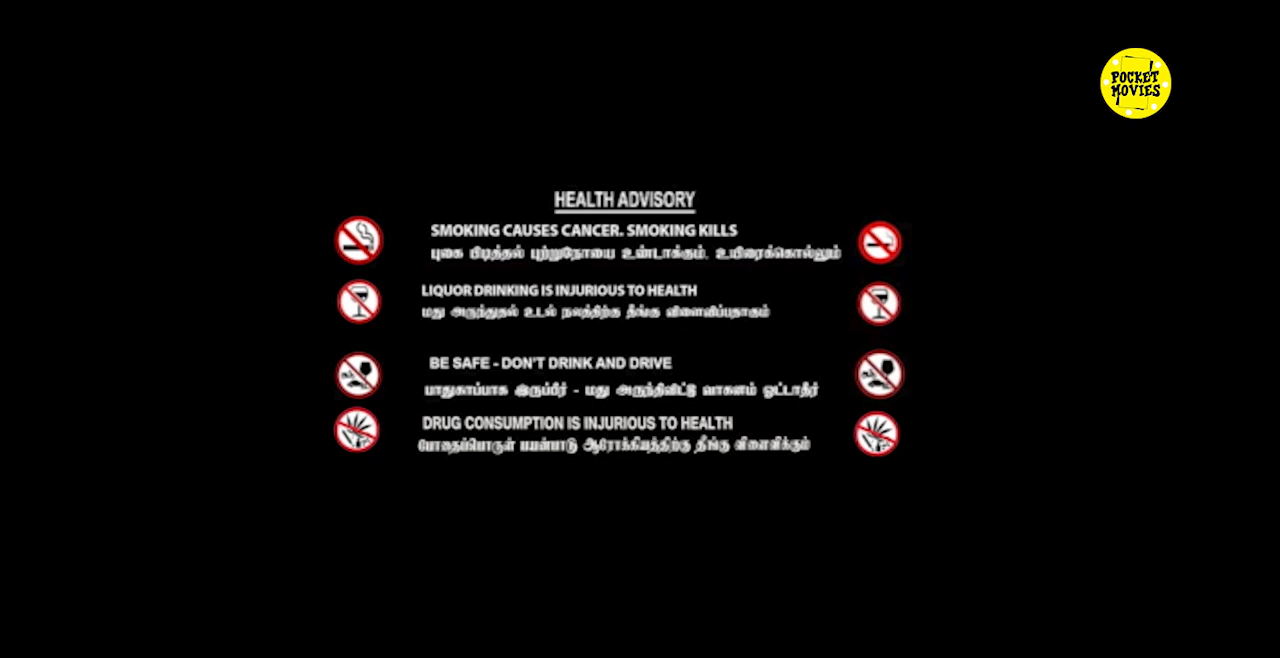 POCKET
MOVIES
HEALTH ADVISORY
SMOKING CAUSES CANCER. SMOKING KILLS
புகை பிடித்தல் புற்றுநோயை உண்டாக்கும். உயிரைக்கொல்லும்
LIQUOR DRINKING IS INJURIOUS TO HEALTH
மது அருந்துதல் உடல் நலத்திற்கு தீங்கு விளைவிப்பதாகும்
BE SAFE - DON'T DRINK AND DRIVE
பாதுகாப்பாக இருப்பீர் - மது அருந்திவிட்டு வாகனம் ஓட்டாதீர்
DRUG CONSUMPTION IS INJURIOUS TO HEALTH
போதைப்பொருள் பயன்பாடு ஆரோக்கியத்திற்கு தீங்கு விளைவிக்கும்